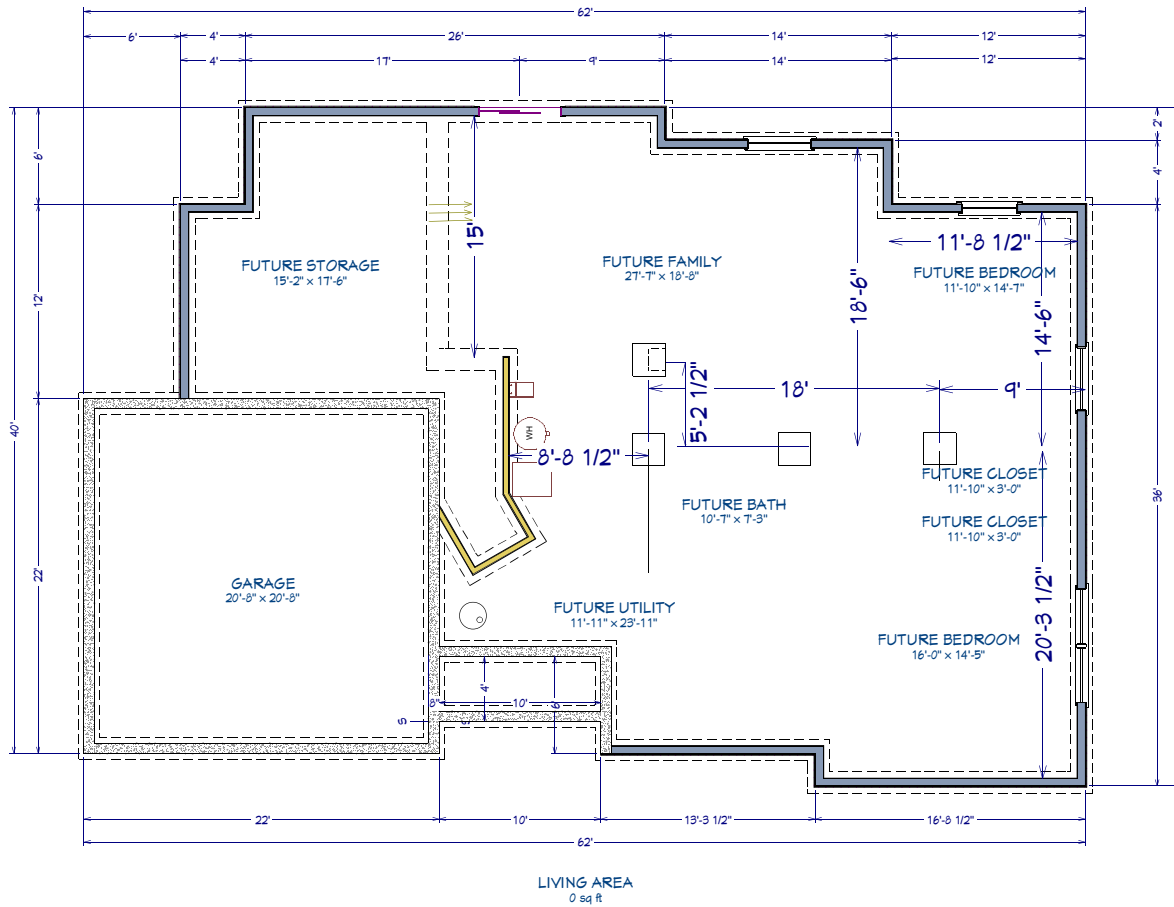 62'
6'
4'
26'
14'
12'
4'
17'
9'
14'
12'
6'
2'
4'
15'
11'-8 1/2"
FUTURE STORAGE
15'-2" x 17'-6"
FUTURE FAMILY
27'-7" x 18'-8"
FUTURE BEDROOM
11'-10" x 14'-7"
12'
18'-6"
14'-6"
18'
9'
5'-2 1/2"
40'
WH
8'-8 1/2"
FUTURE CLOSET
11'-10" x 3'-0"
36'
FUTURE BATH
10'-7" x 7'-3"
FUTURE CLOSET
11'-10" x 3'-0"
22'
GARAGE
20'-8" x 20'-8"
FUTURE UTILITY
11'-11" x 23'-11"
20'-3 1/2"
FUTURE BEDROOM
16'-0" x 14'-5"
4'
8"
10'
6'
22'
10'
13'-3 1/2"
16'-8 1/2"
62'
LIVING AREA
0 sq ft